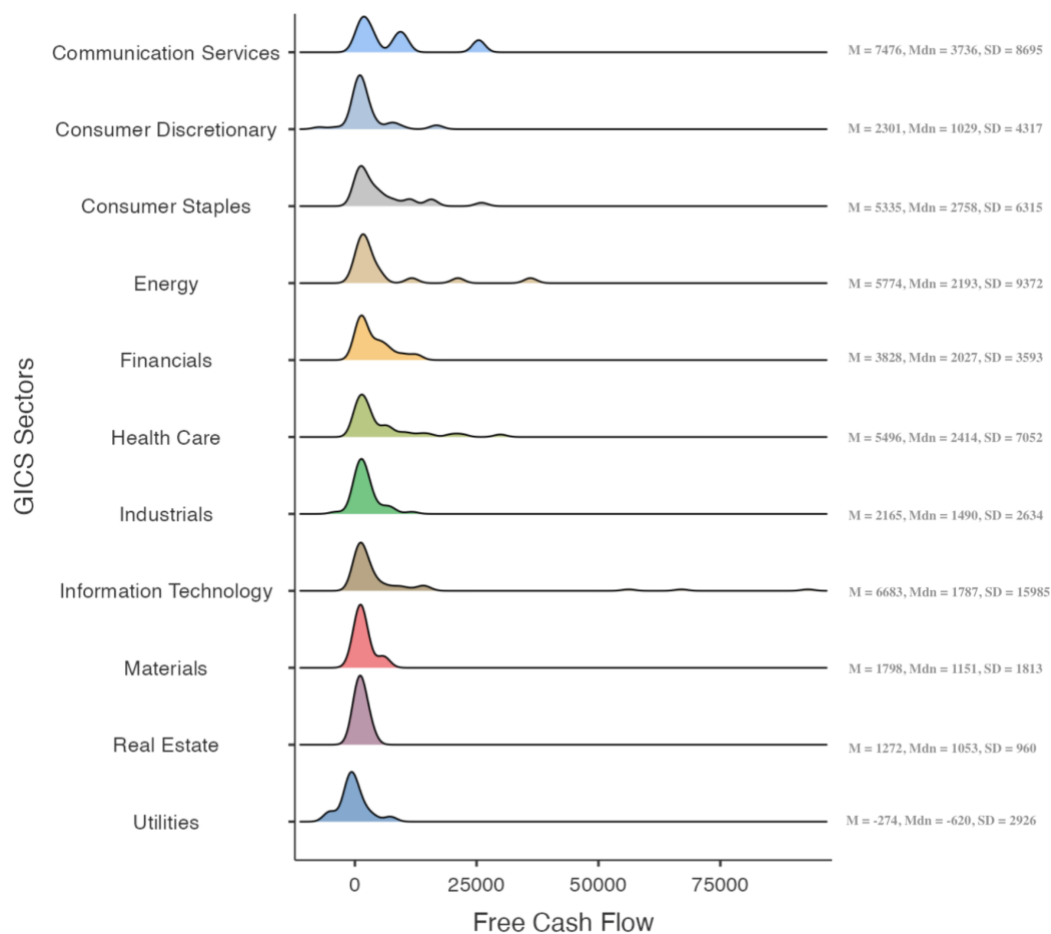 Communication Services M = 7476, Mdn = 3736, SD = 8695
Consumer Discretionary M = 2301, Mdn = 1029, SD = 4317
Consumer Staples M = 5335, Mdn = 2758, SD = 6315
Energy M = 5774, Mdn = 2193, SD = 9372
Financials M = 3828, Mdn = 2027, SD = 3593
Health Care M = 5496, Mdn = 2414, SD = 7052
Industrials M = 2165, Mdn = 1490, SD = 2634
Information Technology M = 6683, Mdn = 1787, SD = 15985
Materials M = 1798, Mdn = 1151, SD = 1813
Real Estate M = 1272, Mdn = 1053, SD = 960
Utilities M = -274, Mdn = -620, SD = 2926
GICS Sectors
0 25000 50000 75000
Free Cash Flow